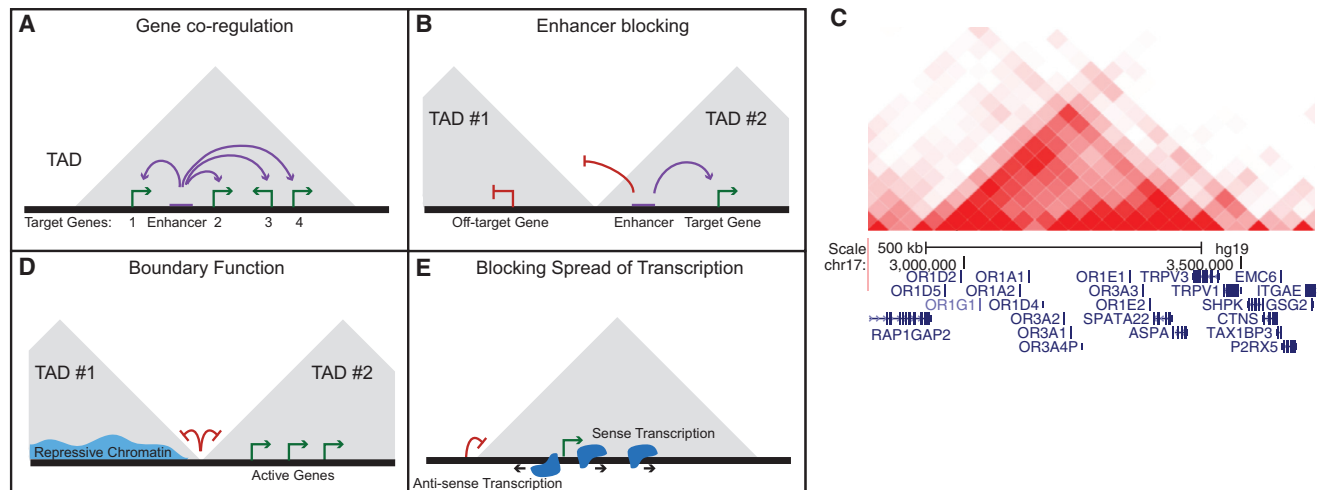 A
Gene co-regulation
TAD
Target Genes: 1 Enhancer 2 3 4
B
Enhancer blocking
TAD #1
TAD #2
Off-target Gene
Enhancer
Target Gene
C
Scale
500 kb
hg19
chr17:
3,000,000
3,500,000
OR1D2 OR1A1 OR1E1 TRPV3 EMC6
OR1D5 OR1A2 OR3A3 TRPV1 ITGAE
OR1G1 OR1D4 OR1E2 SHPK GSG2
RAP1GAP2 OR3A2 SPATA22 CTNS
OR3A1 ASPA TAX1BP3
OR3A4P P2RX5
D
Boundary Function
TAD #1
TAD #2
Repressive Chromatin
Active Genes
E
Blocking Spread of Transcription
Sense Transcription
Anti-sense Transcription